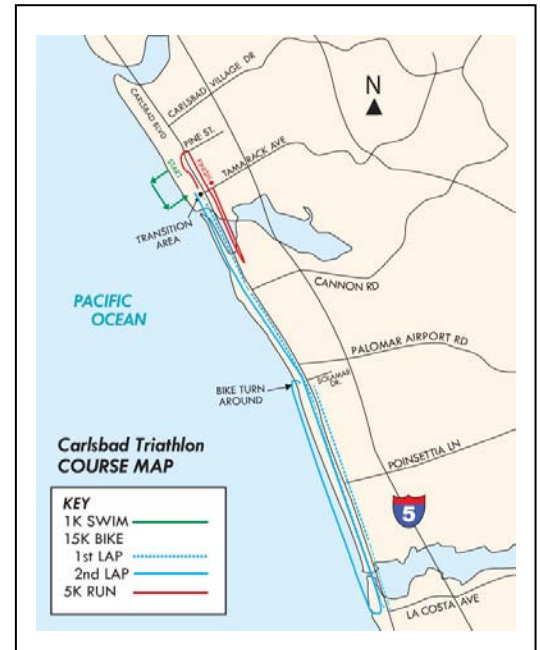 CARLSBAD VILLAGE DR
CARLSBAD BLVD
N
PINE ST.
TAMARACK AVE
START
FINISH
TRANSITION
AREA
CANNON RD
PACIFIC
OCEAN
PALOMAR AIRPORT RD
SOLAMAR
DR.
BIKE TURN
AROUND
POINSETTIA LN
Carlsbad Triathlon
COURSE MAP
KEY
1K SWIM
15K BIKE
1st LAP
2nd LAP
5K RUN
5
LA COSTA AVE